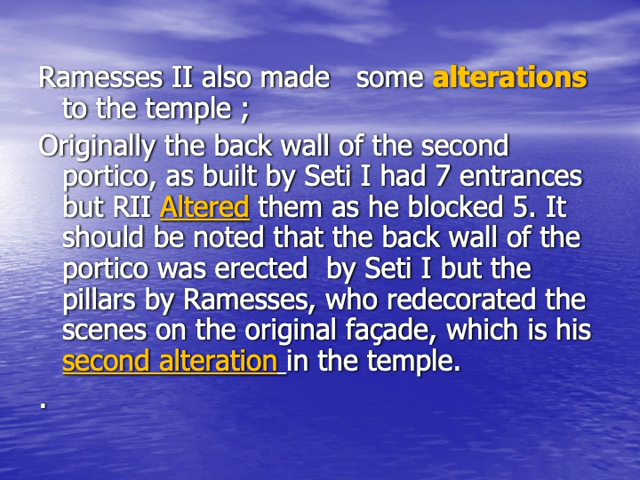 Ramesses II also made   some alterations
to the temple ;
Originally the back wall of the second
portico, as built by Seti I had 7 entrances
but RII Altered them as he blocked 5. It
should be noted that the back wall of the
portico was erected  by Seti I but the
pillars by Ramesses, who redecorated the
scenes on the original façade, which is his
second alteration in the temple.
.